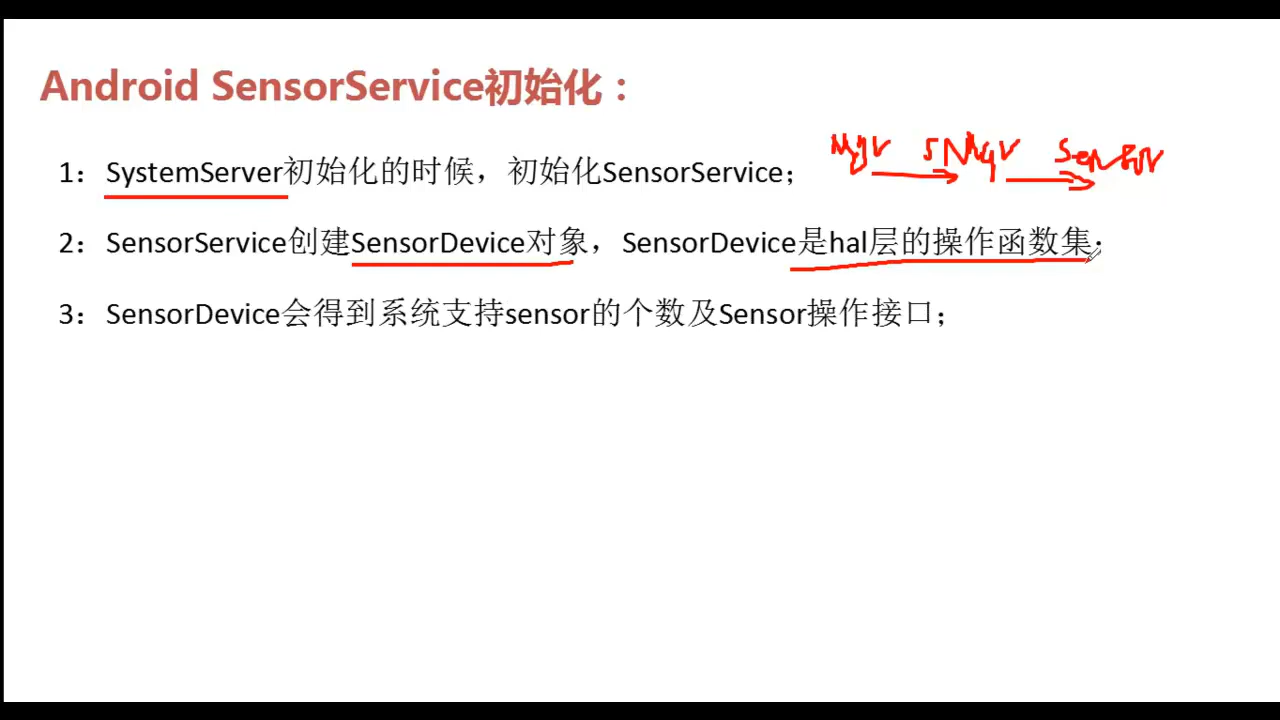 Android SensorService初始化：
1：SystemServer初始化的时候，初始化SensorService；
2：SensorService创建SensorDevice对象，SensorDevice是hal层的操作函数集；
3：SensorDevice会得到系统支持sensor的个数及Sensor操作接口；